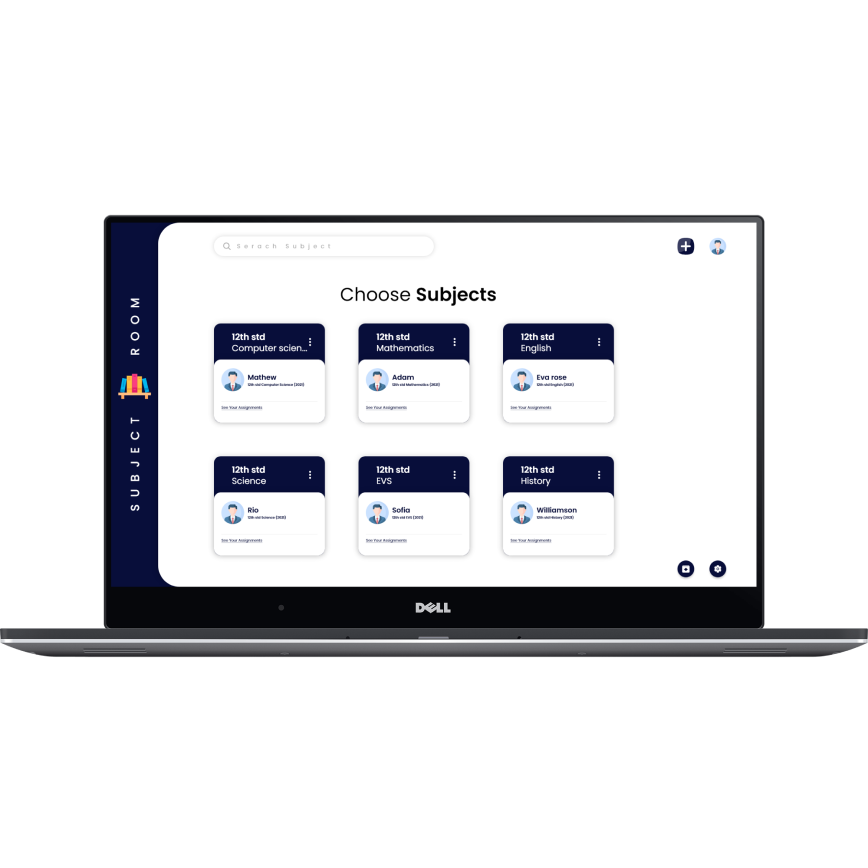 SUBJECT ROOM
Serach Subject
Choose Subjects
12th std
Computer scien...
Mathew
12th std Computer Science (2021)
See Your Assignments
12th std
Mathematics
Adam
12th std Mathematics (2021)
See Your Assignments
12th std
English
Eva rose
12th std English (2021)
See Your Assignments
12th std
Science
Rio
12th std Science (2021)
See Your Assignments
12th std
EVS
Sofia
12th std EVS (2021)
See Your Assignments
12th std
History
Williamson
12th std History (2021)
See Your Assignments
DELL